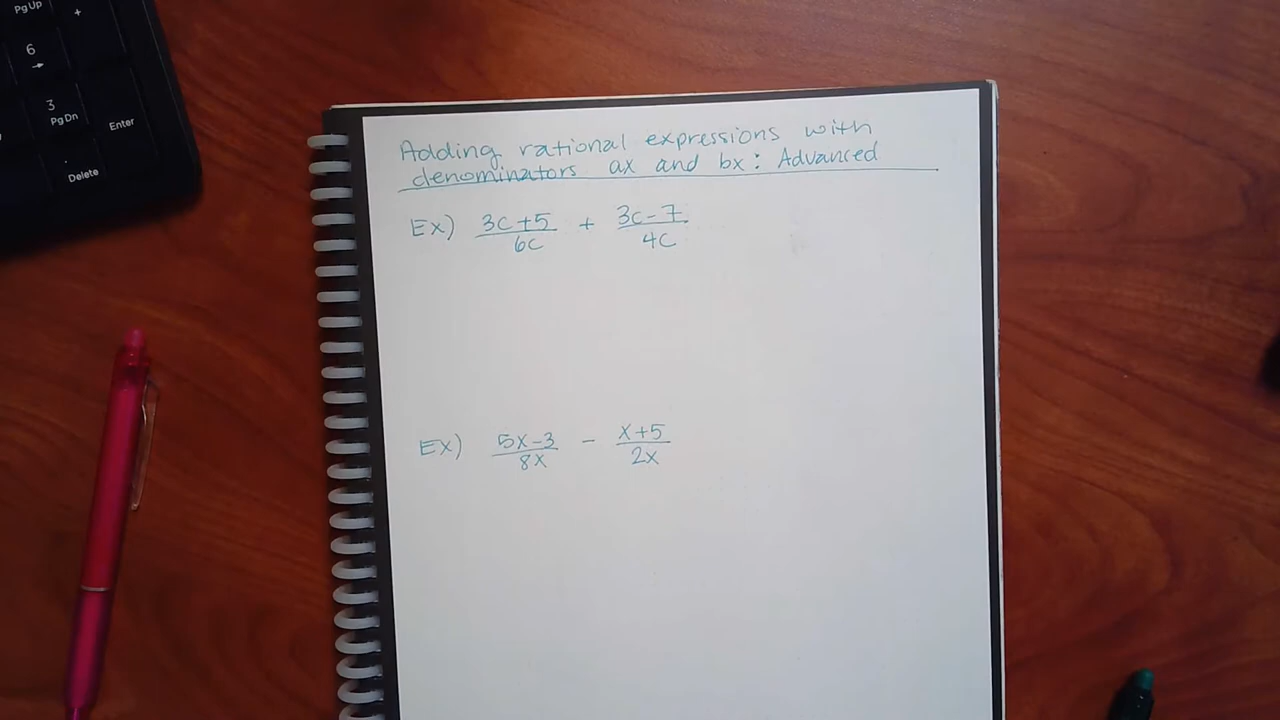 PgUp
+
6
→
3
PgDn
Enter
.
Delete
Adding rational expressions with
denominators ax and bx: Advanced
Ex) 3c+5/6c + 3c-7/4c
Ex) 5x-3/8x - x+5/2x